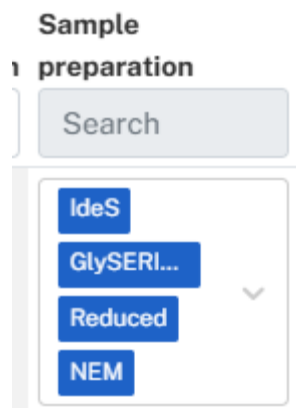 Sample
n preparation
Search
IdeS
GlySERI...
Reduced
NEM